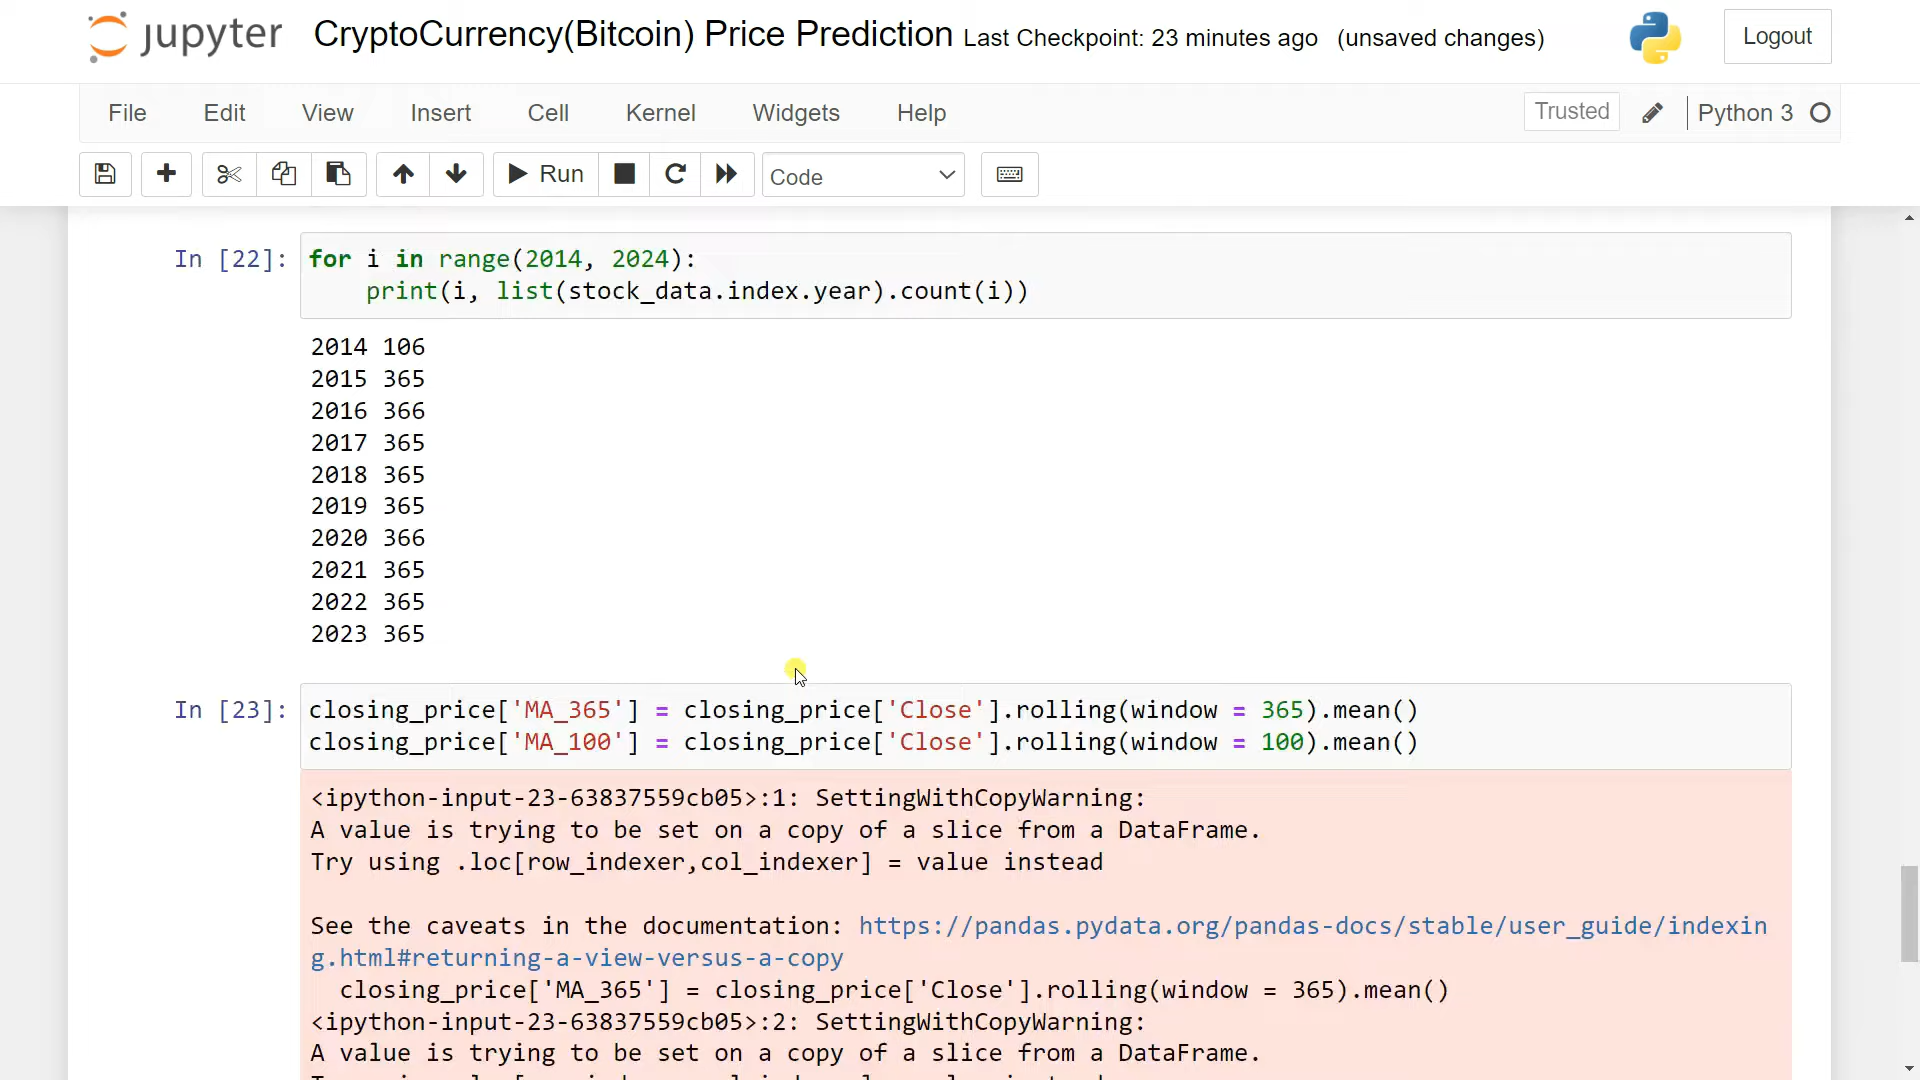 jupyter CryptoCurrency(Bitcoin) Price Prediction Last Checkpoint: 23 minutes ago (unsaved changes) Logout
File Edit View Insert Cell Kernel Widgets Help Trusted Python 3
Run Code
In [22]: for i in range(2014, 2024):
print(i, list(stock_data.index.year).count(i))
2014 106
2015 365
2016 366
2017 365
2018 365
2019 365
2020 366
2021 365
2022 365
2023 365
In [23]: closing_price['MA_365'] = closing_price['Close'].rolling(window = 365).mean()
closing_price['MA_100'] = closing_price['Close'].rolling(window = 100).mean()
<ipython-input-23-63837559cb05>:1: SettingWithCopyWarning:
A value is trying to be set on a copy of a slice from a DataFrame.
Try using .loc[row_indexer,col_indexer] = value instead
See the caveats in the documentation: https://pandas.pydata.org/pandas-docs/stable/user_guide/indexin
g.html#returning-a-view-versus-a-copy
closing_price['MA_365'] = closing_price['Close'].rolling(window = 365).mean()
<ipython-input-23-63837559cb05>:2: SettingWithCopyWarning:
A value is trying to be set on a copy of a slice from a DataFrame.